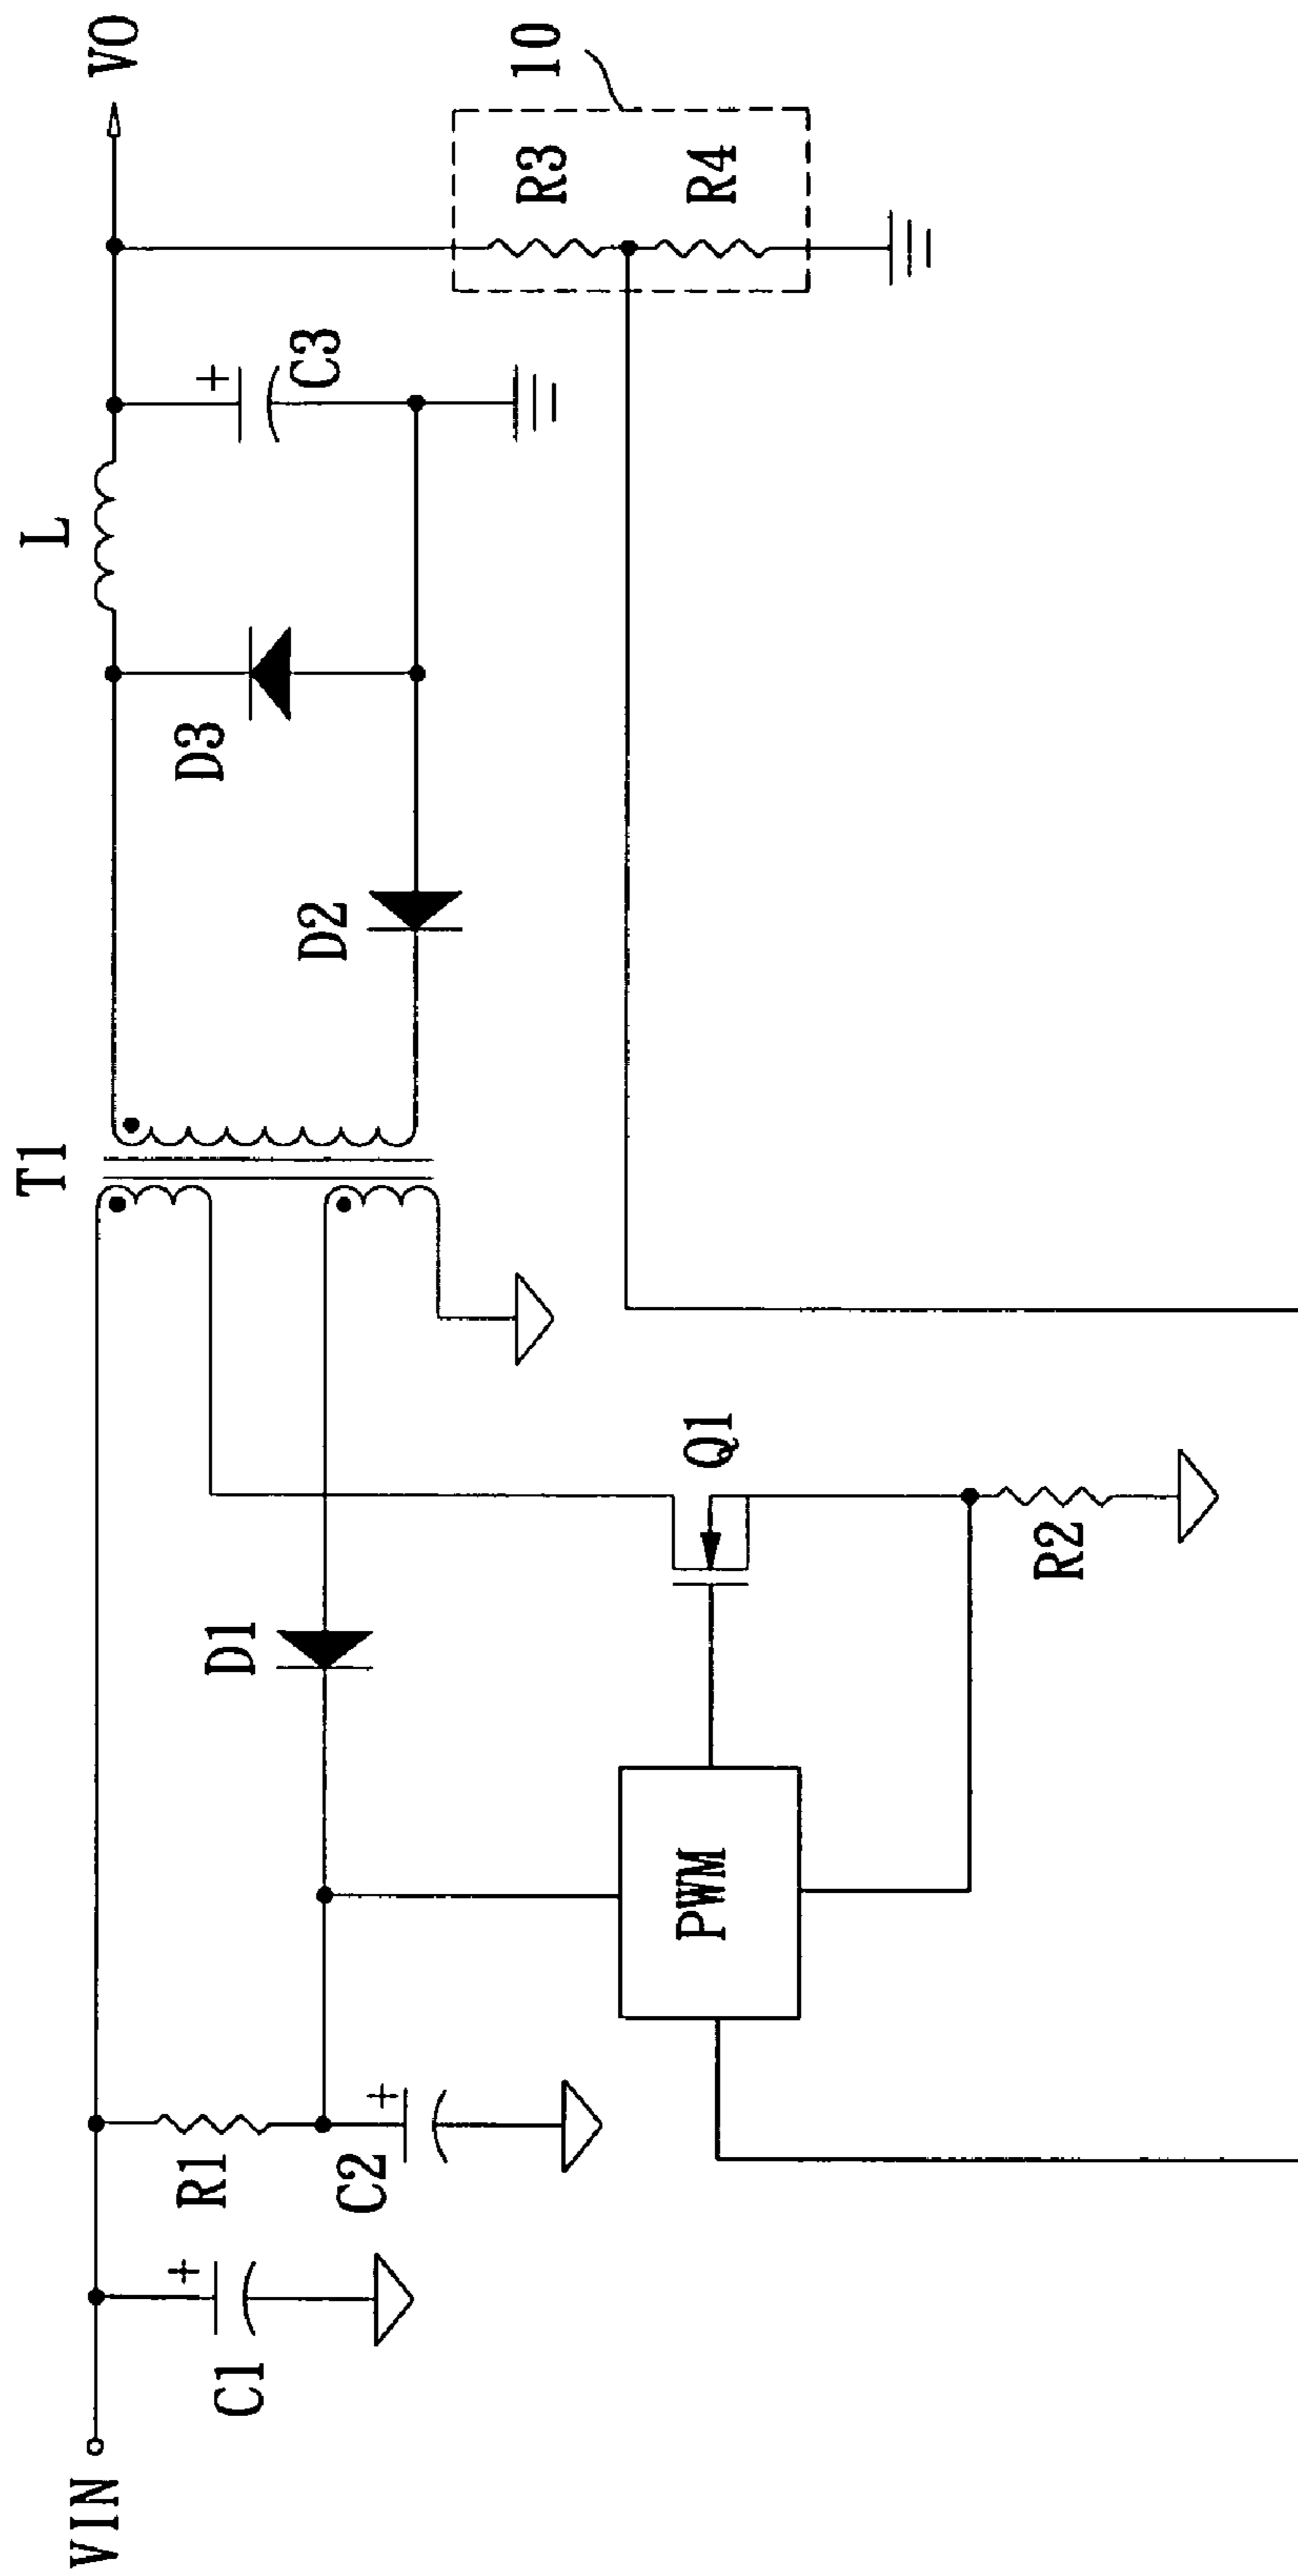 VIN
C1
+
R1
C2
+
PWM
D1
Q1
R2
T1
D2
D3
L
+
C3
VO
10
R3
R4